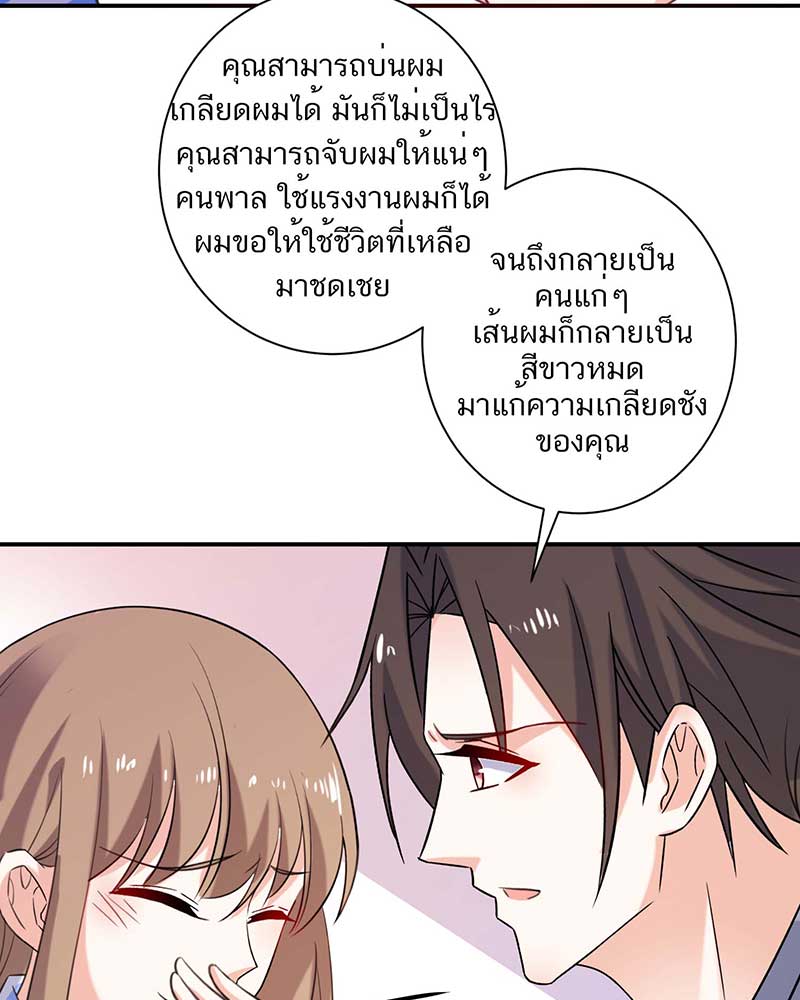 คุณสามารถบ่นผม
เกลียดผมได้ มันก็ไม่เป็นไร
คุณสามารถจับผมให้แน่ๆ
คนพาล ใช้แรงงานผมก็ได้
ผมขอให้ใช้ชีวิตที่เหลือ
มาชดเชย
จนถึงกลายเป็น
คนแก่ๆ
เส้นผมก็กลายเป็น
สีขาวหมด
มาแก้ความเกลียดชัง
ของคุณ